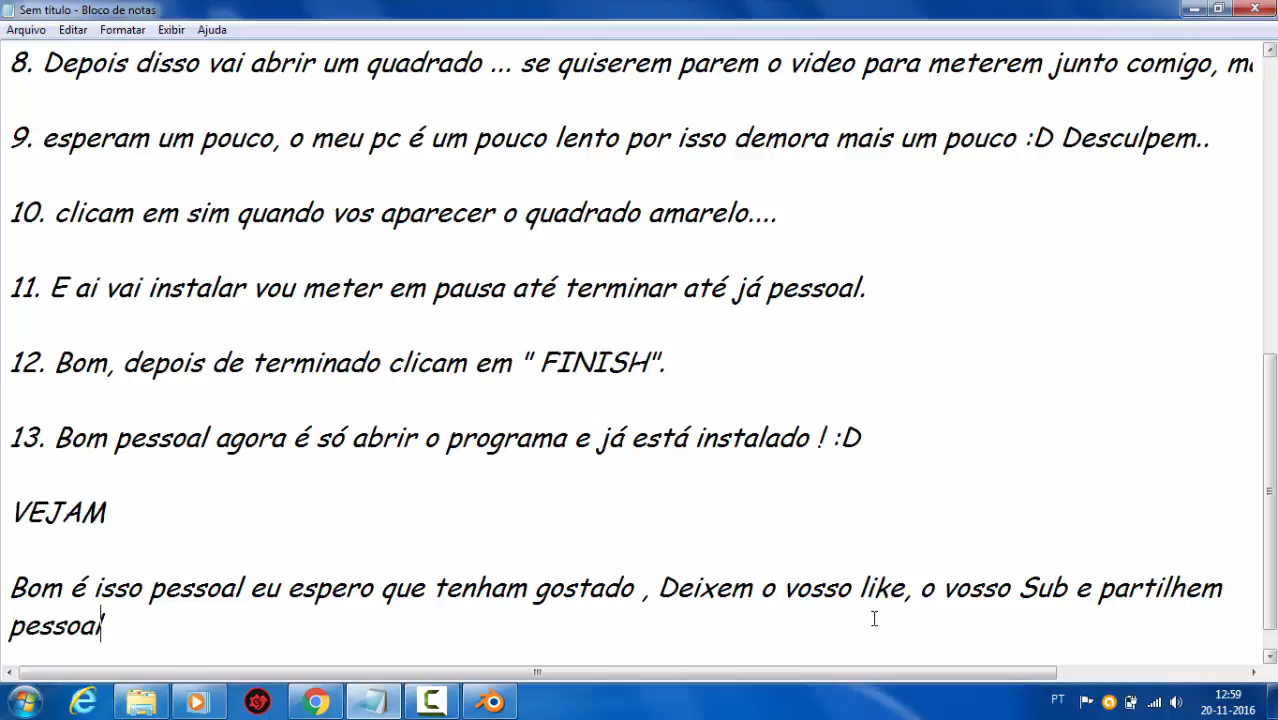 Sem título - Bloco de notas
Arquivo Editar Formatar Exibir Ajuda
8. Depois disso vai abrir um quadrado ... se quiserem parem o video para meterem junto comigo, mo
9. esperam um pouco, o meu pc é um pouco lento por isso demora mais um pouco :D Desculpem..
10. clicam em sim quando vos aparecer o quadrado amarelo....
11. E ai vai instalar vou meter em pausa até terminar até já pessoal.
12. Bom, depois de terminado clicam em " FINISH".
13. Bom pessoal agora é só abrir o programa e já está instalado ! :D
VEJAM
Bom é isso pessoal eu espero que tenham gostado , Deixem o vosso like, o vosso Sub e partilhem
pessoal
PT
12:59
20-11-2016